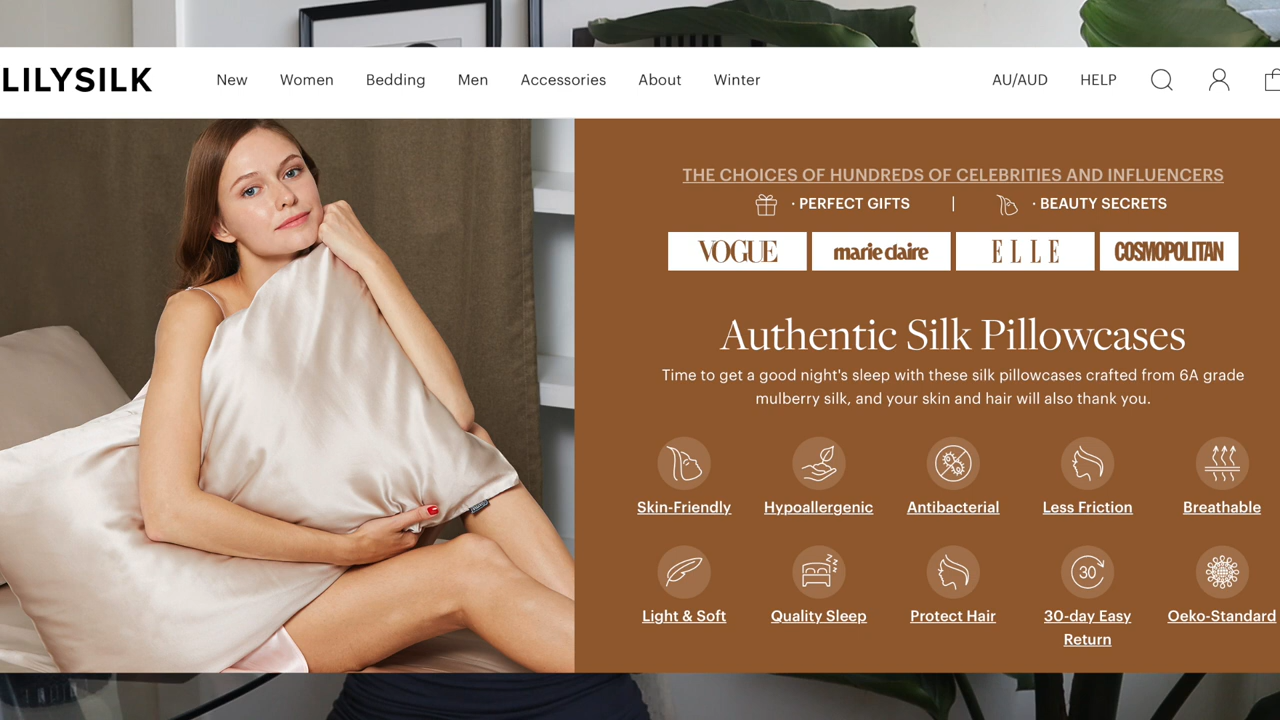 LILYSILK
New Women Bedding Men Accessories About Winter
AU/AUD HELP
THE CHOICES OF HUNDREDS OF CELEBRITIES AND INFLUENCERS
· PERFECT GIFTS | · BEAUTY SECRETS
VOGUE marie claire ELLE COSMOPOLITAN
Authentic Silk Pillowcases
Time to get a good night's sleep with these silk pillowcases crafted from 6A grade
mulberry silk, and your skin and hair will also thank you.
Skin-Friendly Hypoallergenic Antibacterial Less Friction Breathable
30
Light & Soft Quality Sleep Protect Hair 30-day Easy Oeko-Standard
Return